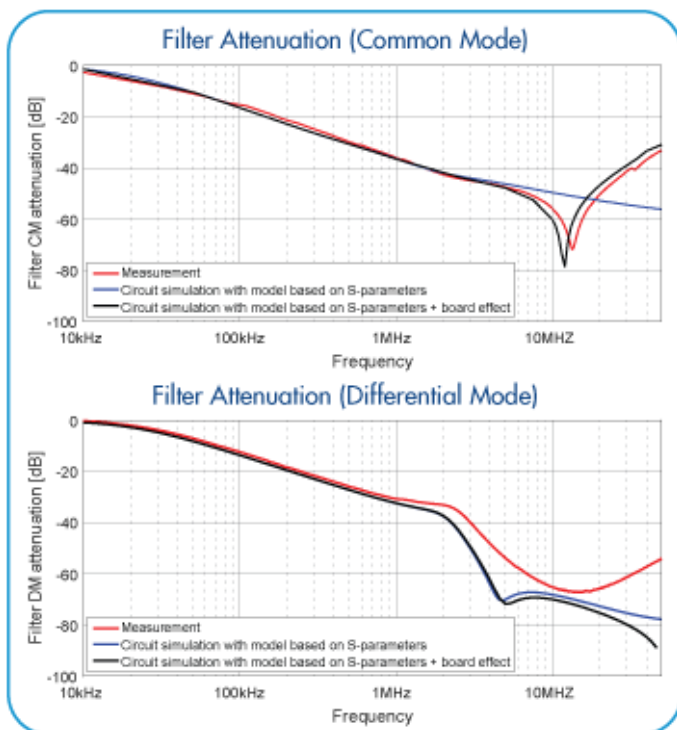 Filter Attenuation (Common Mode)
Filter CM attenuation [dB]
0
-20
-40
-60
-80
-100
Measurement
Circuit simulation with model based on S-parameters
Circuit simulation with model based on S-parameters + board effect
10kHz 100kHz 1MHz 10MHZ
Frequency
Filter Attenuation (Differential Mode)
Filter DM attenuation [dB]
0
-20
-40
-60
-80
-100
Measurement
Circuit simulation with model based on S-parameters
Circuit simulation with model based on S-parameters + board effect
10kHz 100kHz 1MHz 10MHZ
Frequency